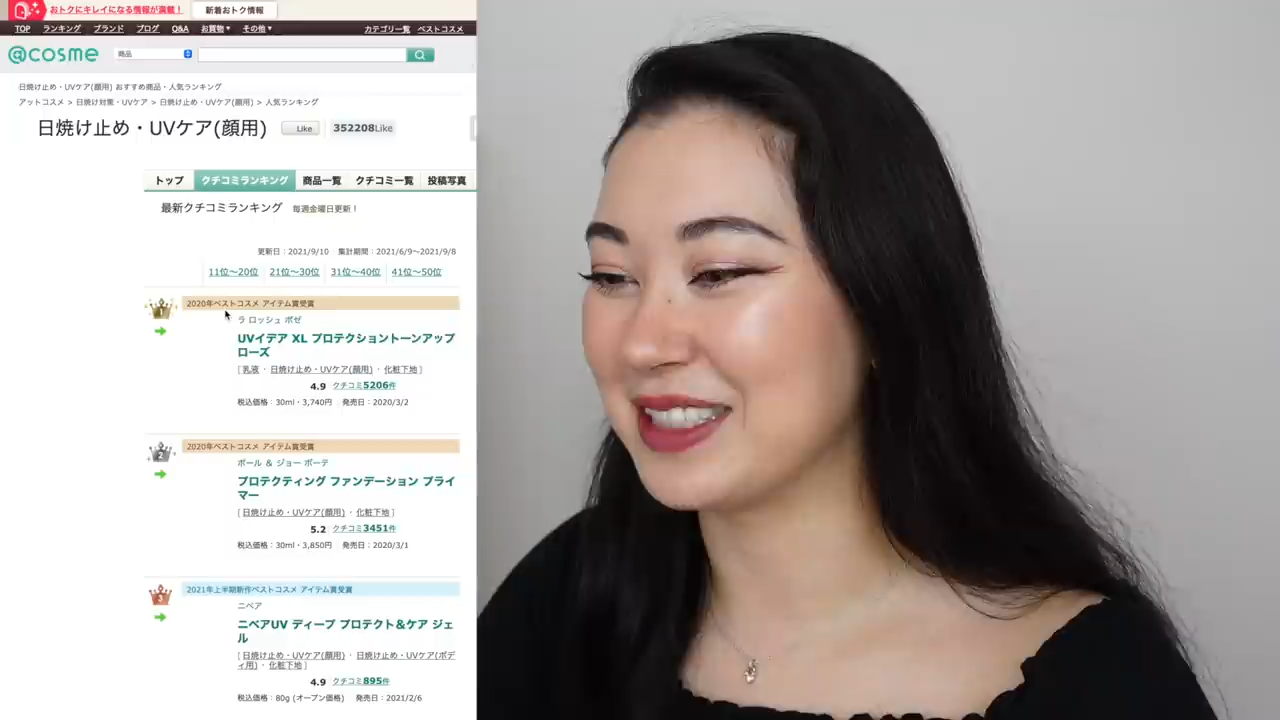 おトクにキレイになる情報が満載!
新着おトク情報
TOP ランキング ブランド ブログ Q&A お買物▼ その他▼ カテゴリ一覧 ベストコスメ
@cosme 商品
日焼け止め・UVケア(顔用) おすすめ商品・人気ランキング
アットコスメ > 日焼け対策・UVケア > 日焼け止め・UVケア(顔用) > 人気ランキング
日焼け止め・UVケア(顔用) Like 352208Like
トップ クチコミランキング 商品一覧 クチコミ一覧 投稿写真
最新クチコミランキング 毎週金曜日更新!
更新日:2021/9/10 集計期間:2021/6/9〜2021/9/8
11位〜20位 21位〜30位 31位〜40位 41位〜50位
1
2020年ベストコスメ アイテム賞受賞
ラ ロッシュ ポゼ
UVイデア XL プロテクショントーンアップ
ローズ
[ 乳液 ・ 日焼け止め・UVケア(顔用) ・ 化粧下地 ]
4.9 クチコミ5206件
税込価格:30ml・3,740円 発売日:2020/3/2
2
2020年ベストコスメ アイテム賞受賞
ポール & ジョー ボーテ
プロテクティング ファンデーション プライ
マー
[ 日焼け止め・UVケア(顔用) ・ 化粧下地 ]
5.2 クチコミ3451件
税込価格:30ml・3,850円 発売日:2020/3/1
3
2021年上半期新作ベストコスメ アイテム賞受賞
ニベア
ニベアUV ディープ プロテクト&ケア ジェ
ル
[ 日焼け止め・UVケア(顔用) ・ 日焼け止め・UVケア(ボデ
ィ用) ・ 化粧下地 ]
4.9 クチコミ895件
税込価格:80g (オープン価格) 発売日:2021/2/6